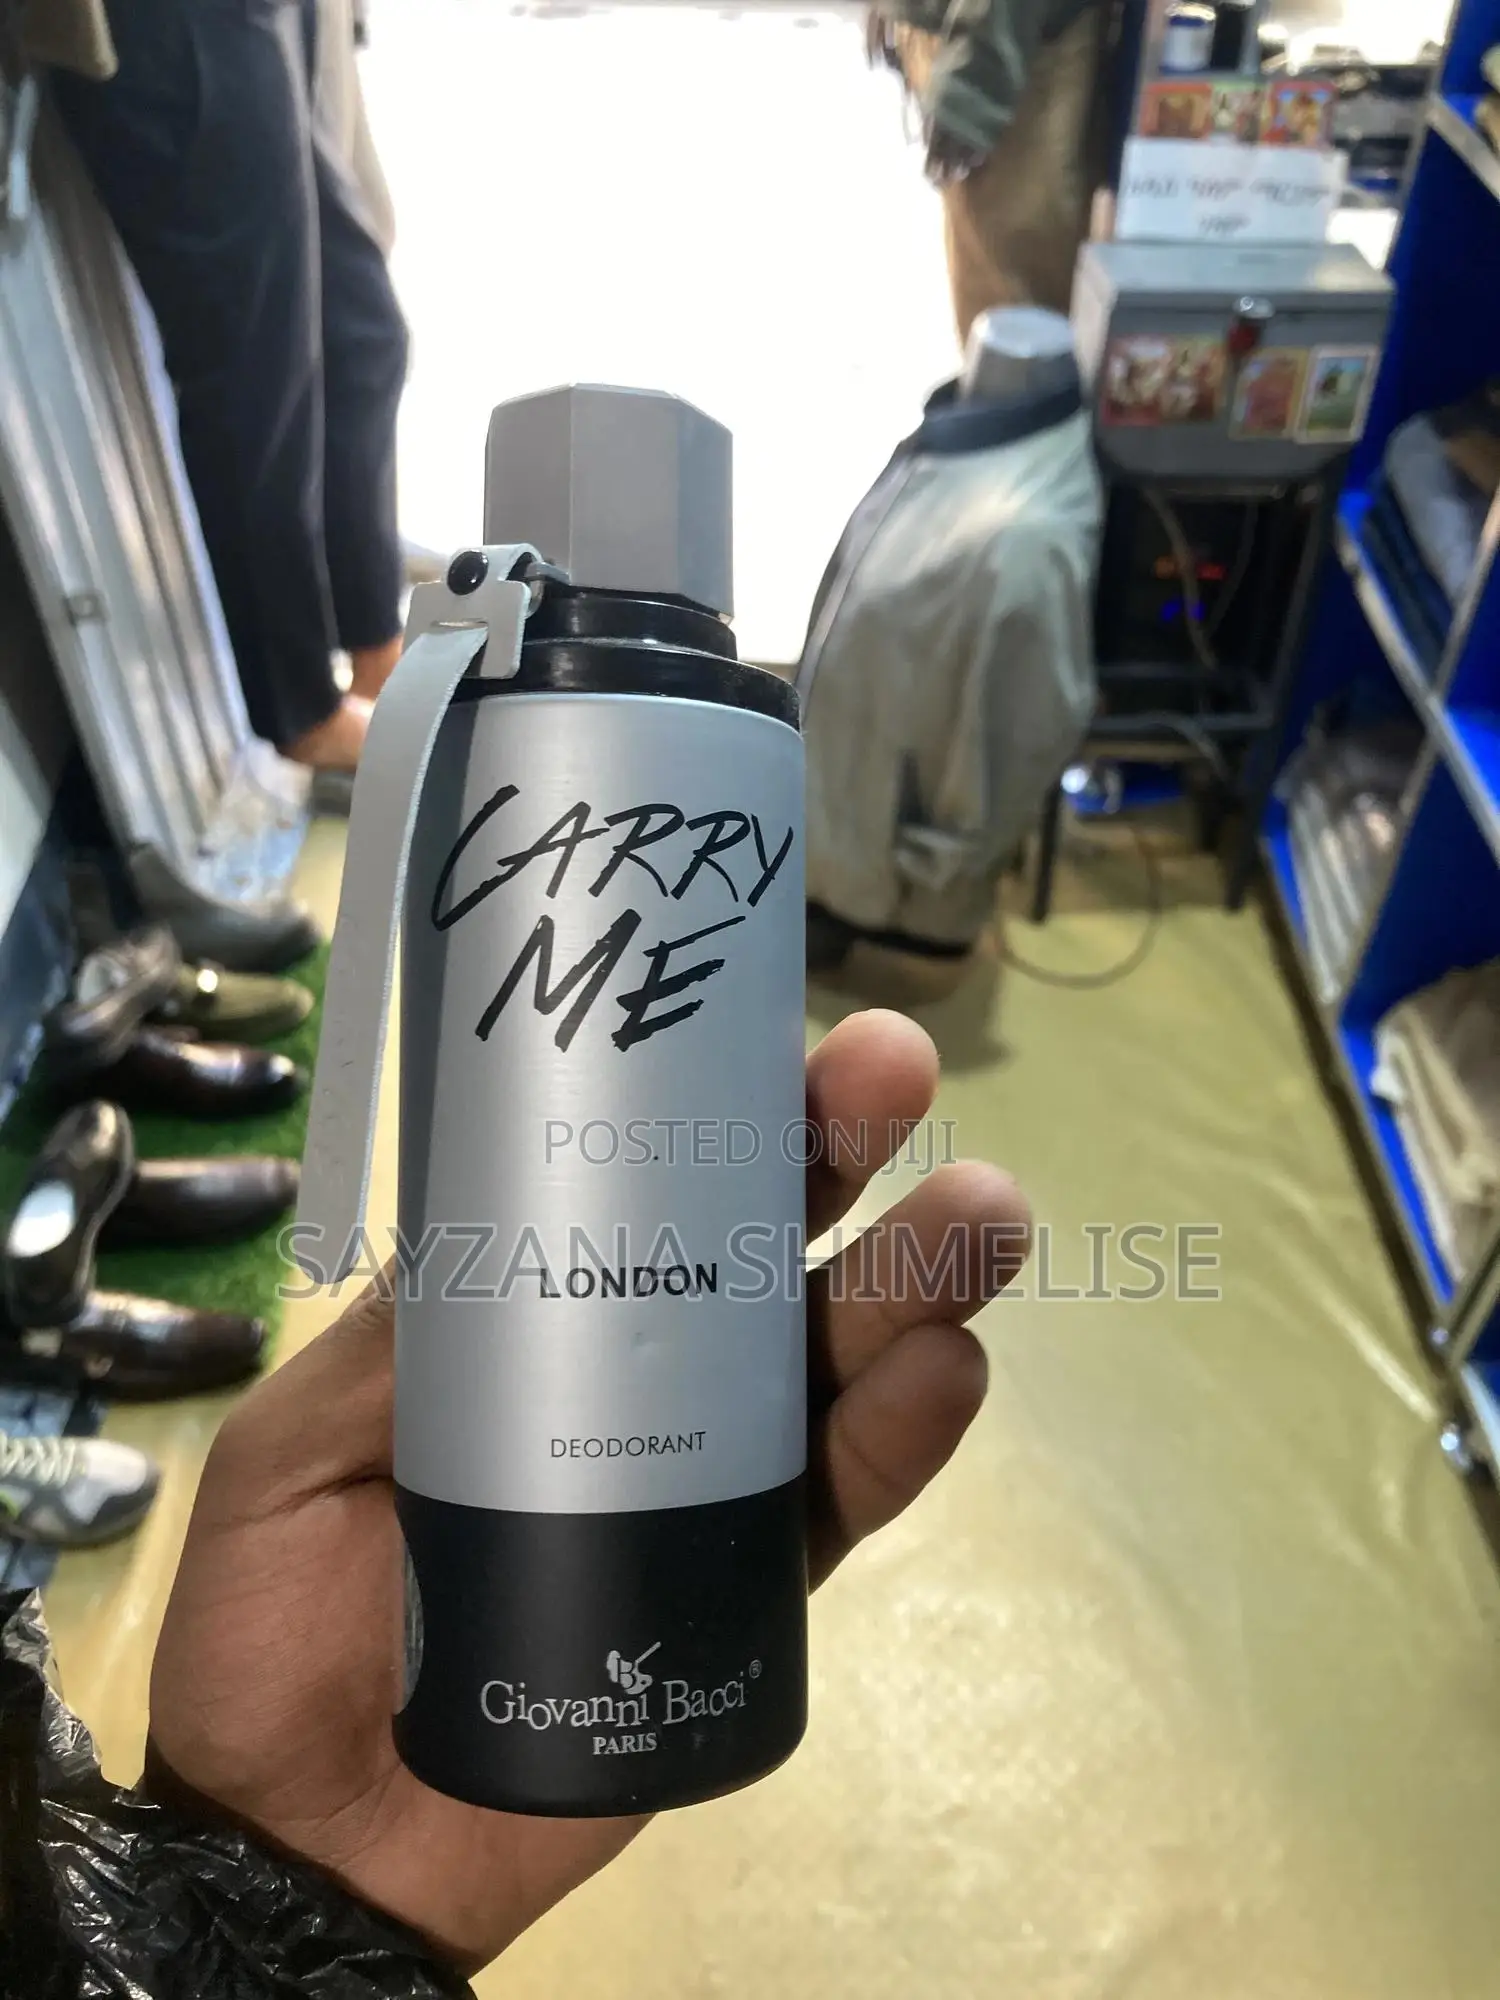 CARRY
ME
POSTED ON JIJI
SAYZANA SHIMELISE
LONDON
DEODORANT
Giovanni Bacci®
PARIS